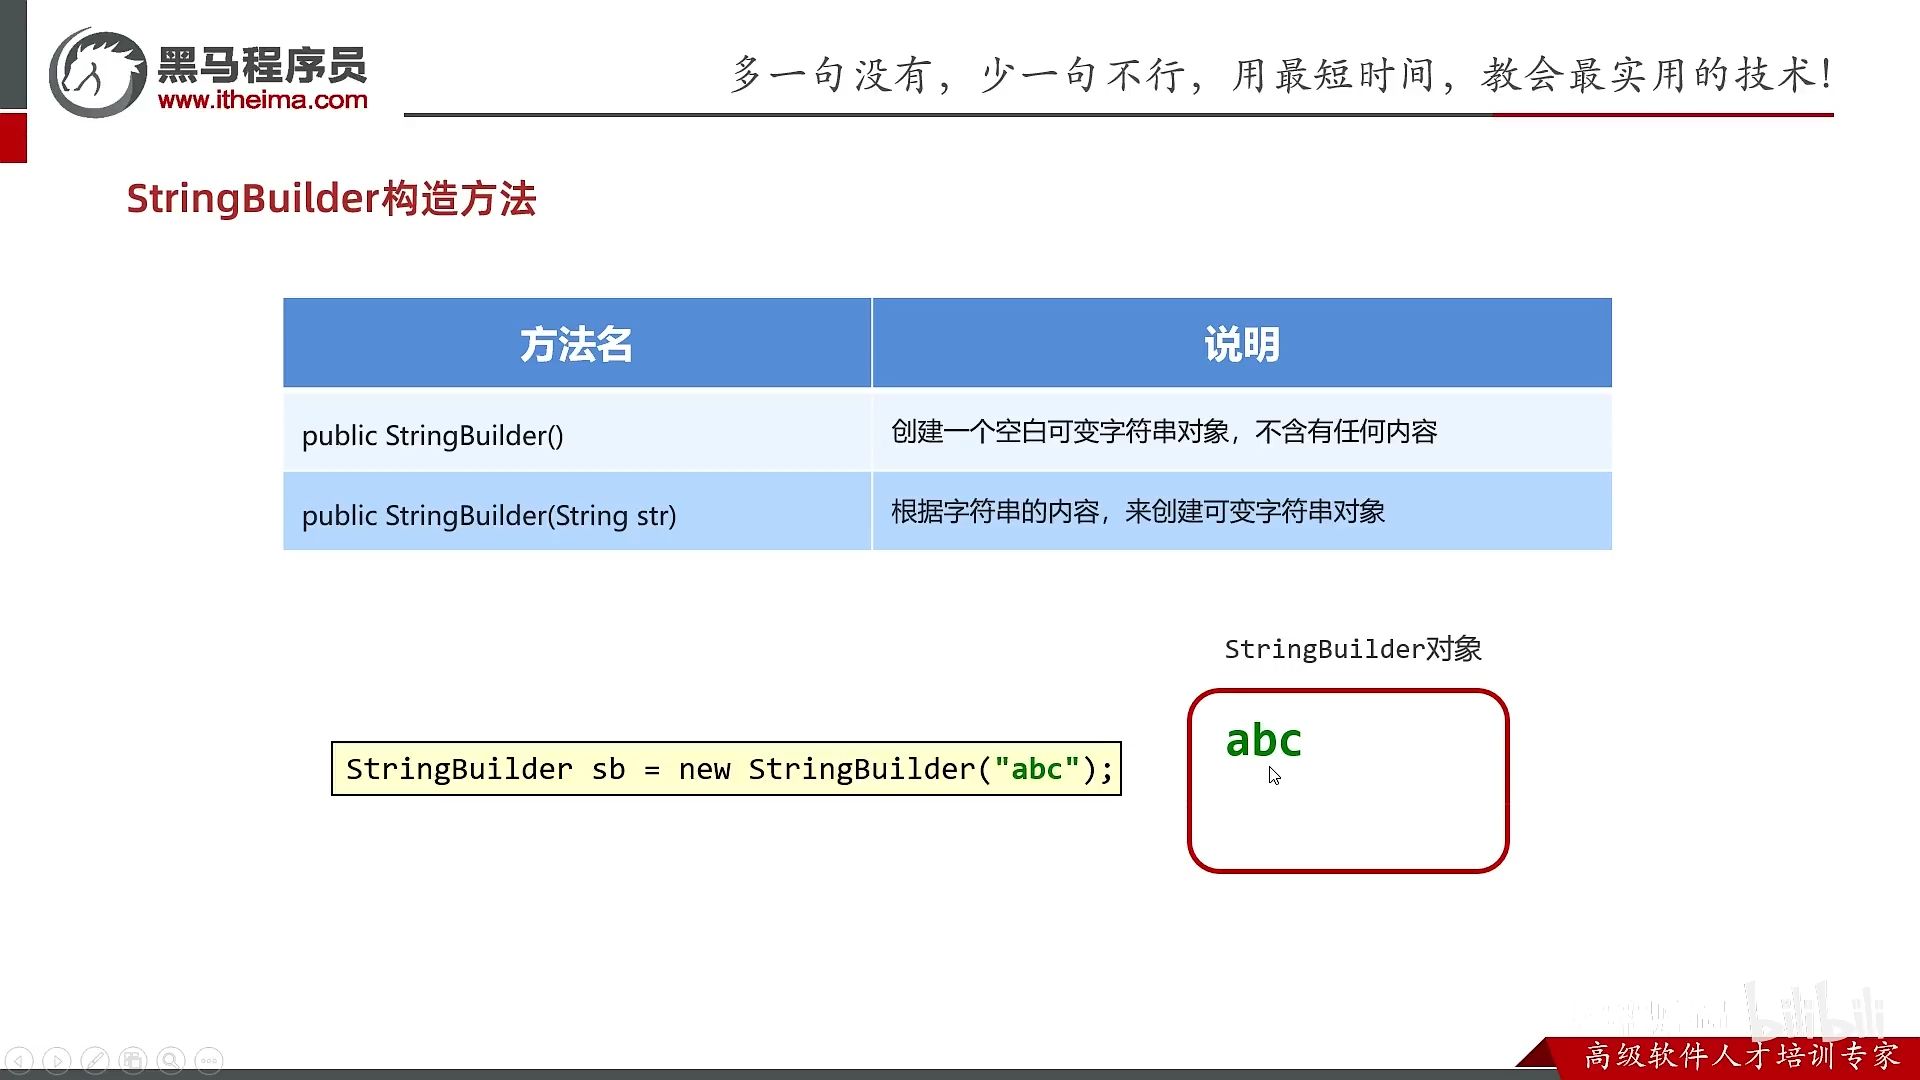 黑马程序员
www.itheima.com
多一句没有，少一句不行，用最短时间，教会最实用的技术！
StringBuilder构造方法
方法名 说明
public StringBuilder() 创建一个空白可变字符串对象，不含有任何内容
public StringBuilder(String str) 根据字符串的内容，来创建可变字符串对象
StringBuilder对象
abc
StringBuilder sb = new StringBuilder("abc");
bilibili
高级软件人才培训专家